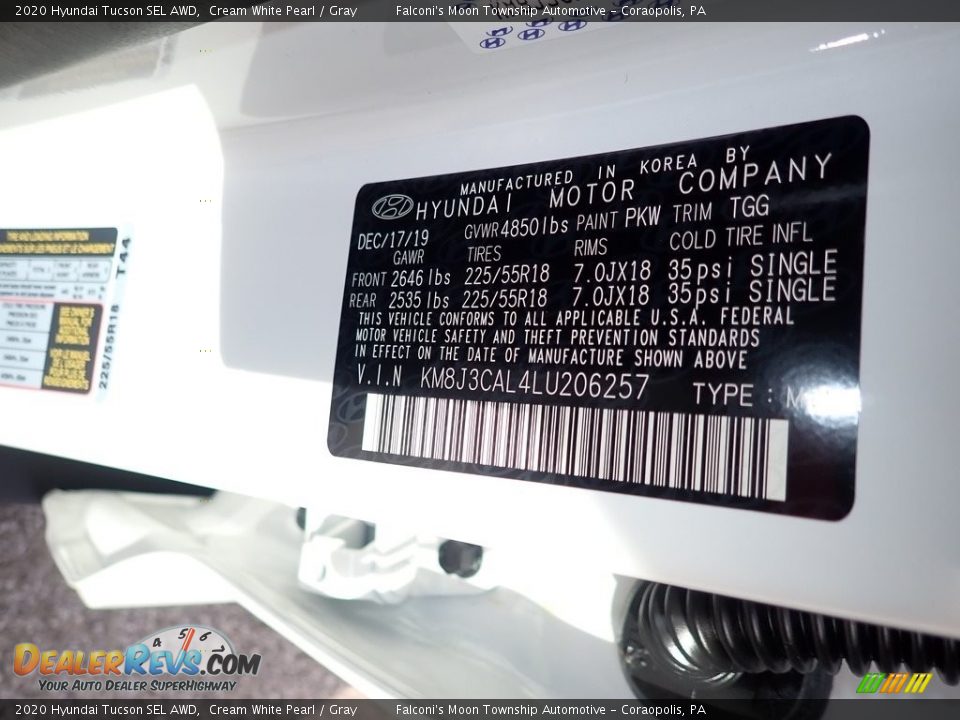 2020 Hyundai Tucson SEL AWD, Cream White Pearl / Gray Falconi's Moon Township Automotive - Coraopolis, PA
MANUFACTURED IN KOREA BY
HYUNDAI MOTOR COMPANY
DEC/17/19 GVWR 4850 lbs PAINT PKW TRIM TGG
GAWR TIRES RIMS COLD TIRE INFL
FRONT 2646 lbs 225/55R18 7.0JX18 35psi SINGLE
REAR 2535 lbs 225/55R18 7.0JX18 35psi SINGLE
THIS VEHICLE CONFORMS TO ALL APPLICABLE U.S.A. FEDERAL
MOTOR VEHICLE SAFETY AND THEFT PREVENTION STANDARDS
IN EFFECT ON THE DATE OF MANUFACTURE SHOWN ABOVE
V.I.N KM8J3CAL4LU206257 TYPE :
225/55R18 T44
4 5 6
DEALERREVS.COM
YOUR AUTO DEALER SUPERHIGHWAY
2020 Hyundai Tucson SEL AWD, Cream White Pearl / Gray Falconi's Moon Township Automotive - Coraopolis, PA